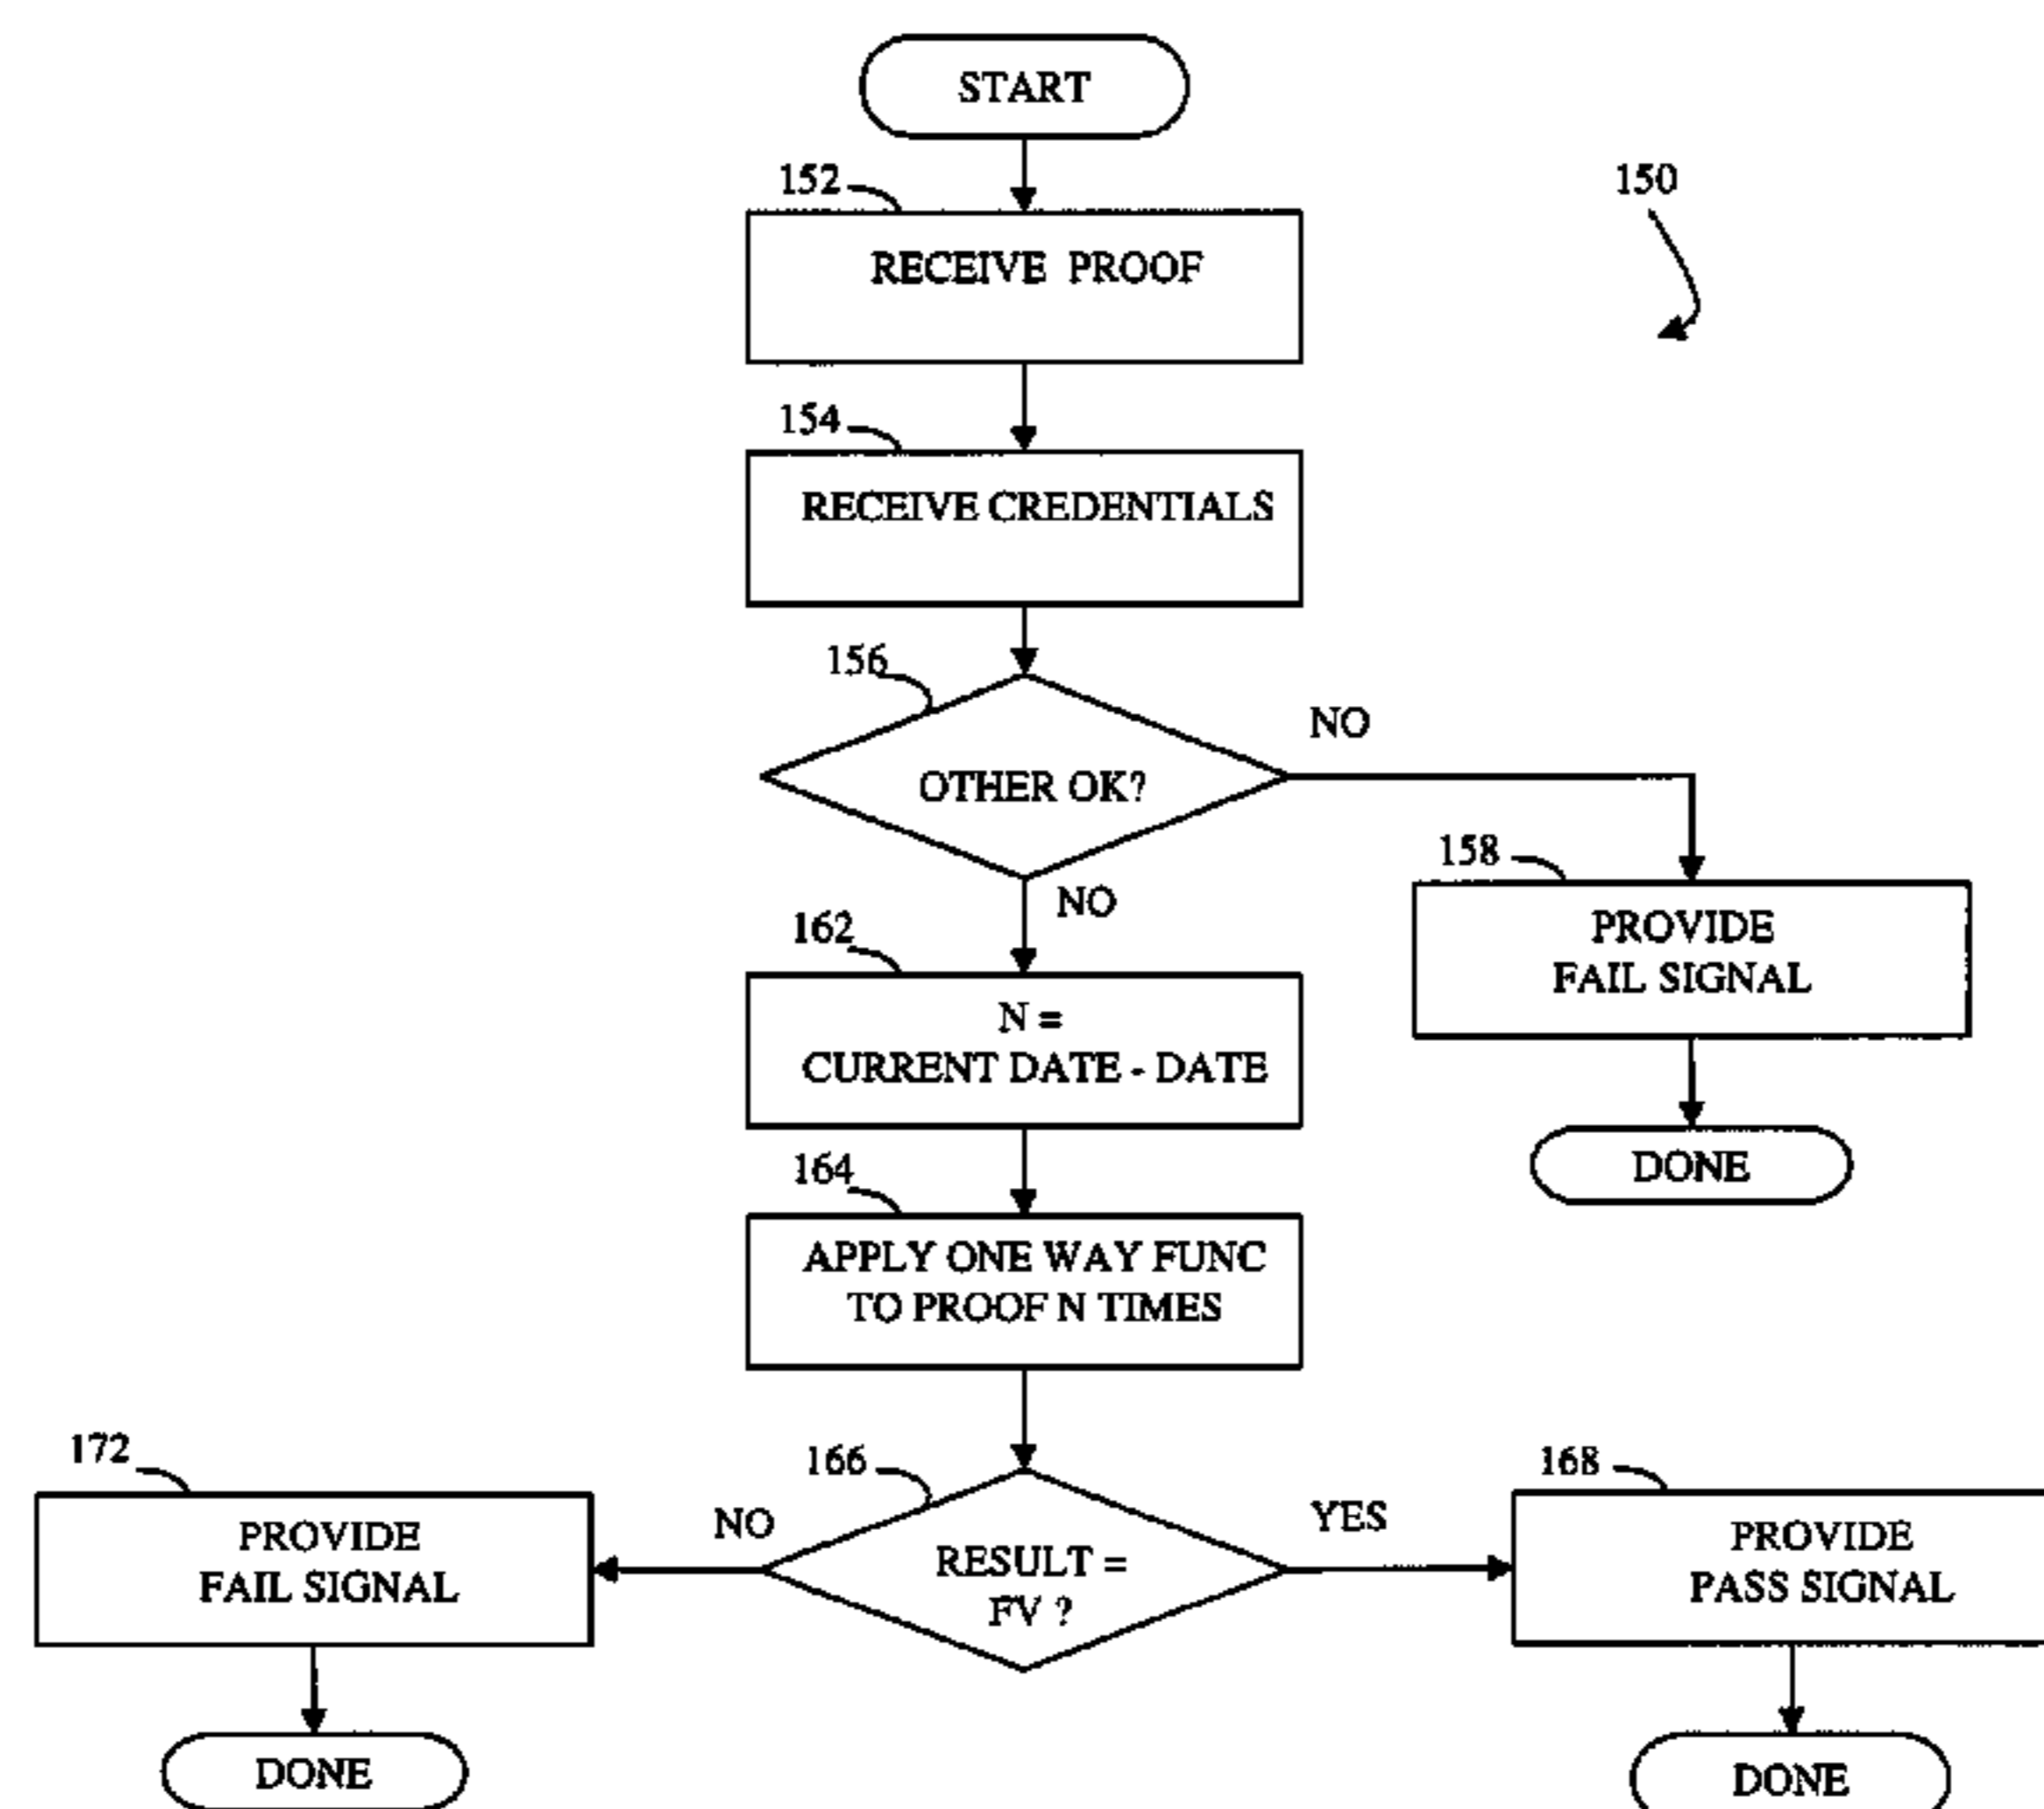 START
152
150
RECEIVE PROOF
154
RECEIVE CREDENTIALS
156
NO
OTHER OK?
158
NO
162
PROVIDE
FAIL SIGNAL
N =
CURRENT DATE - DATE
164
DONE
APPLY ONE WAY FUNC
TO PROOF N TIMES
172
166
168
NO
YES
PROVIDE
FAIL SIGNAL
RESULT =
FV ?
PROVIDE
PASS SIGNAL
DONE
DONE